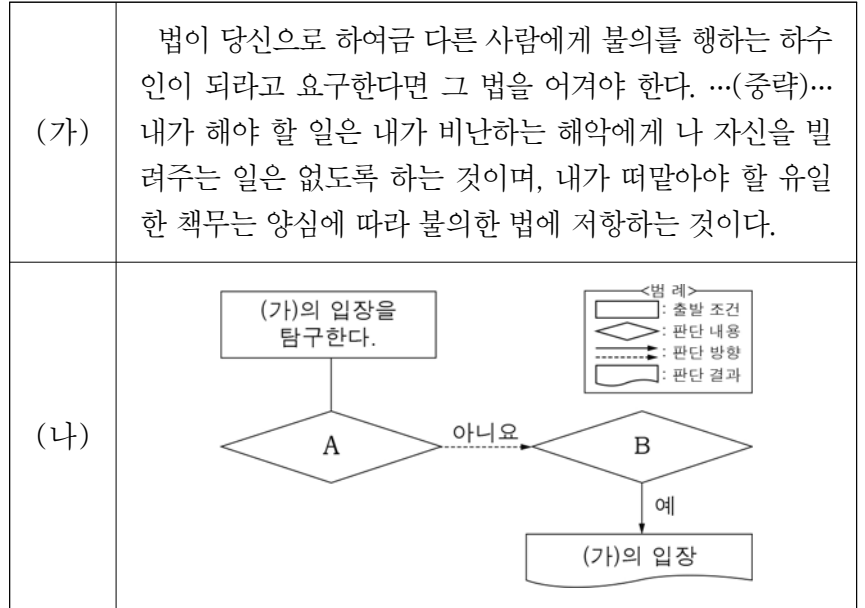 (가)
법이 당신으로 하여금 다른 사람에게 불의를 행하는 하수
인이 되라고 요구한다면 그 법을 어겨야 한다. …(중략)…
내가 해야 할 일은 내가 비난하는 해악에게 나 자신을 빌
려주는 일은 없도록 하는 것이며, 내가 떠맡아야 할 유일
한 책무는 양심에 따라 불의한 법에 저항하는 것이다.
(나)
(가)의 입장을
탐구한다.
<범 례>
: 출발 조건
: 판단 내용
: 판단 방향
: 판단 결과
A
아니요
B
예
(가)의 입장